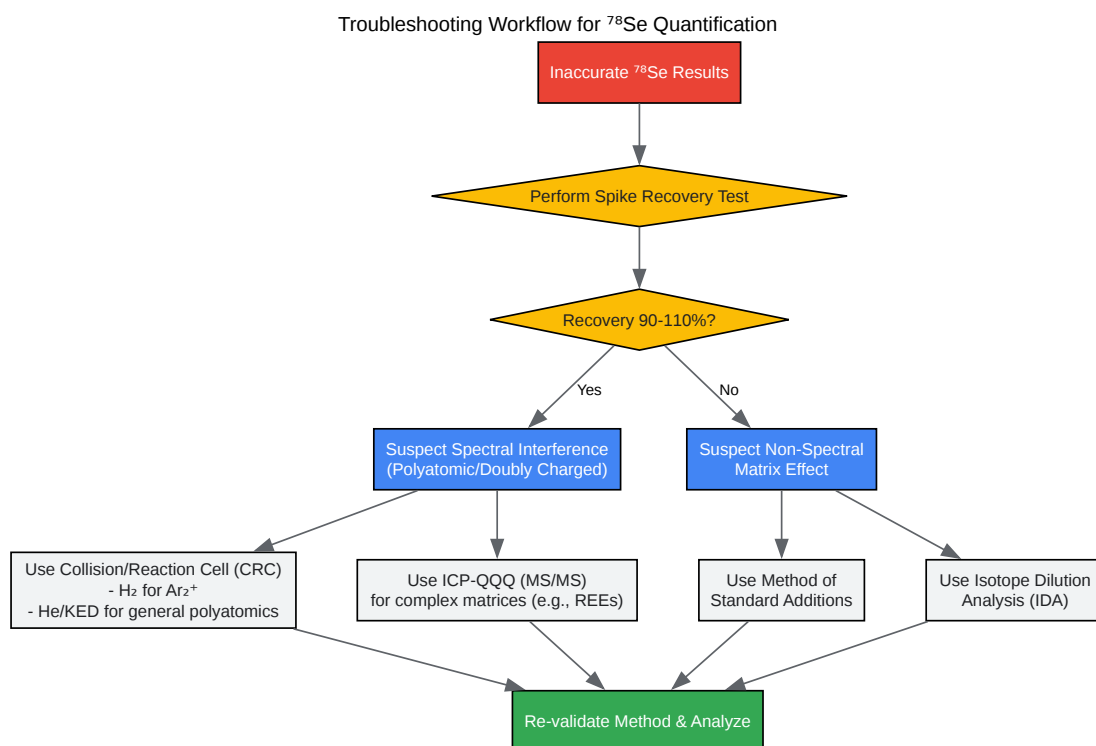 Troubleshooting Workflow for ⁷⁸Se Quantification
Inaccurate ⁷⁸Se Results
Perform Spike Recovery Test
Recovery 90-110%?
Yes
No
Suspect Spectral Interference
(Polyatomic/Doubly Charged)
Suspect Non-Spectral
Matrix Effect
Use Collision/Reaction Cell (CRC)
- H₂ for Ar₂⁺
- He/KED for general polyatomics
Use ICP-QQQ (MS/MS)
for complex matrices (e.g., REEs)
Use Method of
Standard Additions
Use Isotope Dilution
Analysis (IDA)
Re-validate Method & Analyze